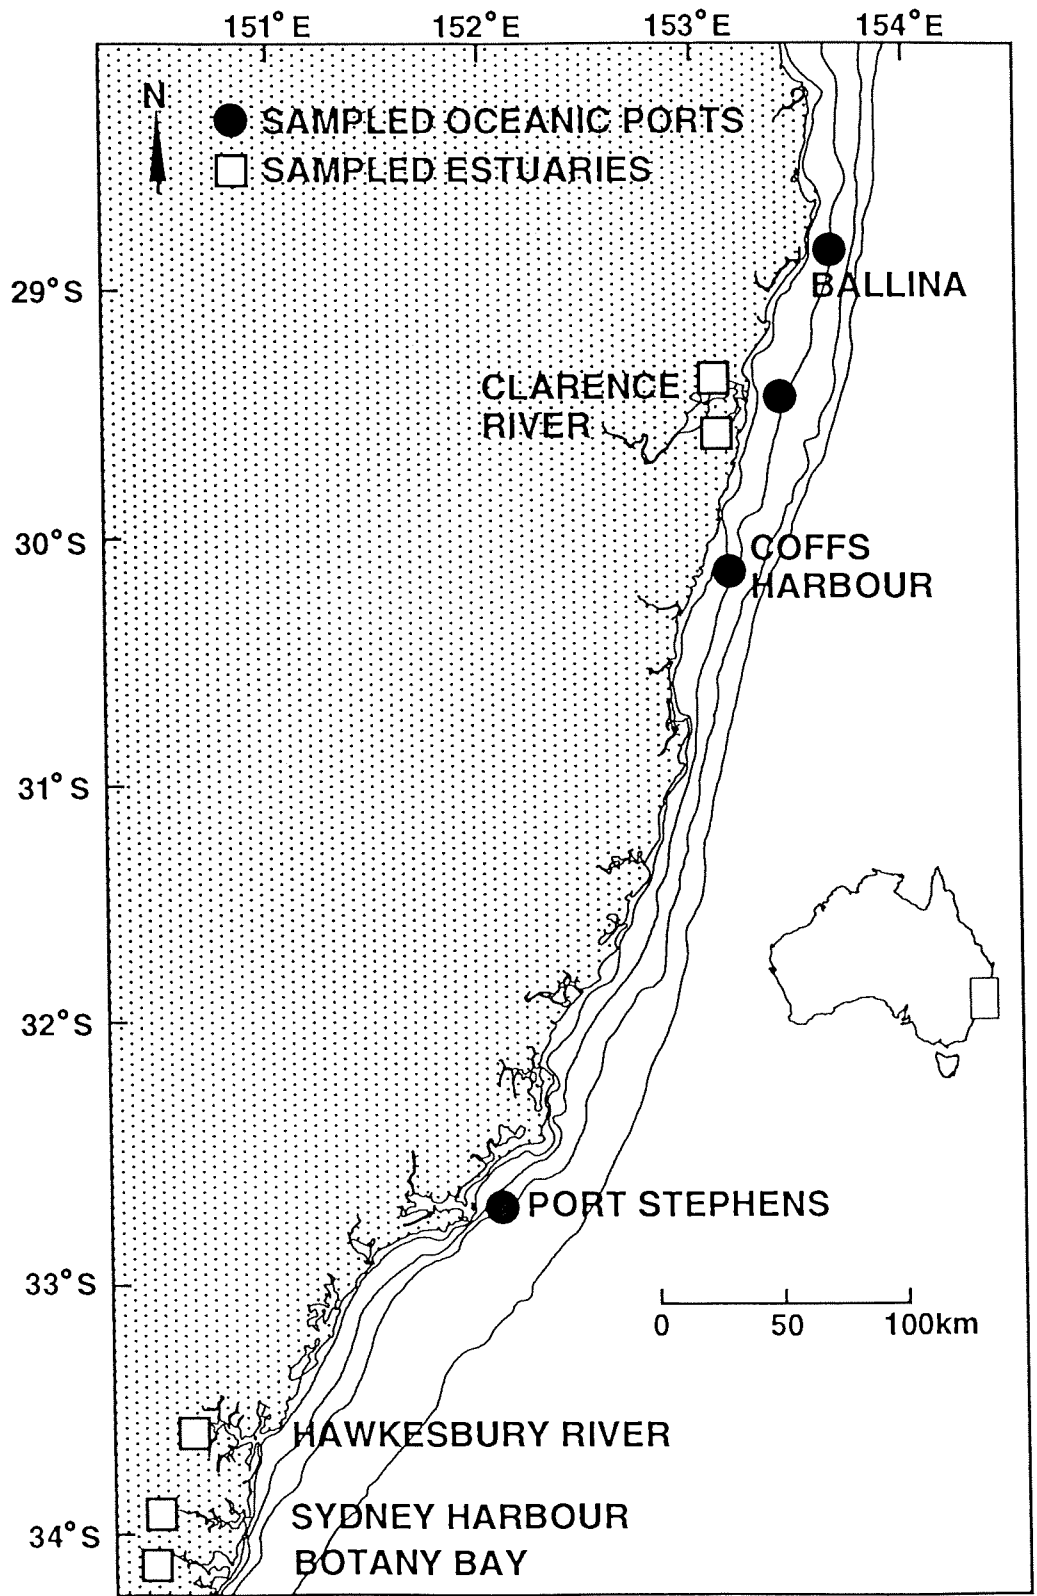 151°E 152°E 153°E 154°E
N
SAMPLED OCEANIC PORTS
SAMPLED ESTUARIES
29°S
BALLINA
CLARENCE
RIVER
30°S
COFFS
HARBOUR
31°S
32°S
PORT STEPHENS
33°S
0 50 100km
HAWKESBURY RIVER
SYDNEY HARBOUR
34°S
BOTANY BAY